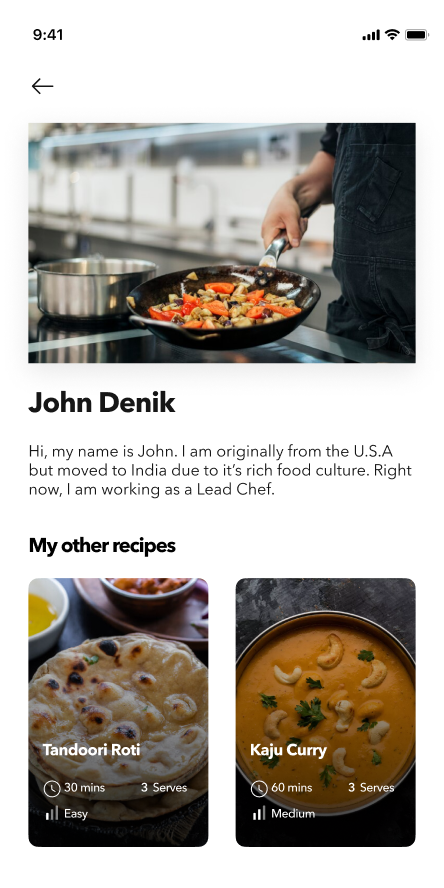 9:41
John Denik
Hi, my name is John. I am originally from the U.S.A
but moved to India due to it’s rich food culture. Right
now, I am working as a Lead Chef.
My other recipes
Tandoori Roti
30 mins 3 Serves
Easy
Kaju Curry
60 mins 3 Serves
Medium